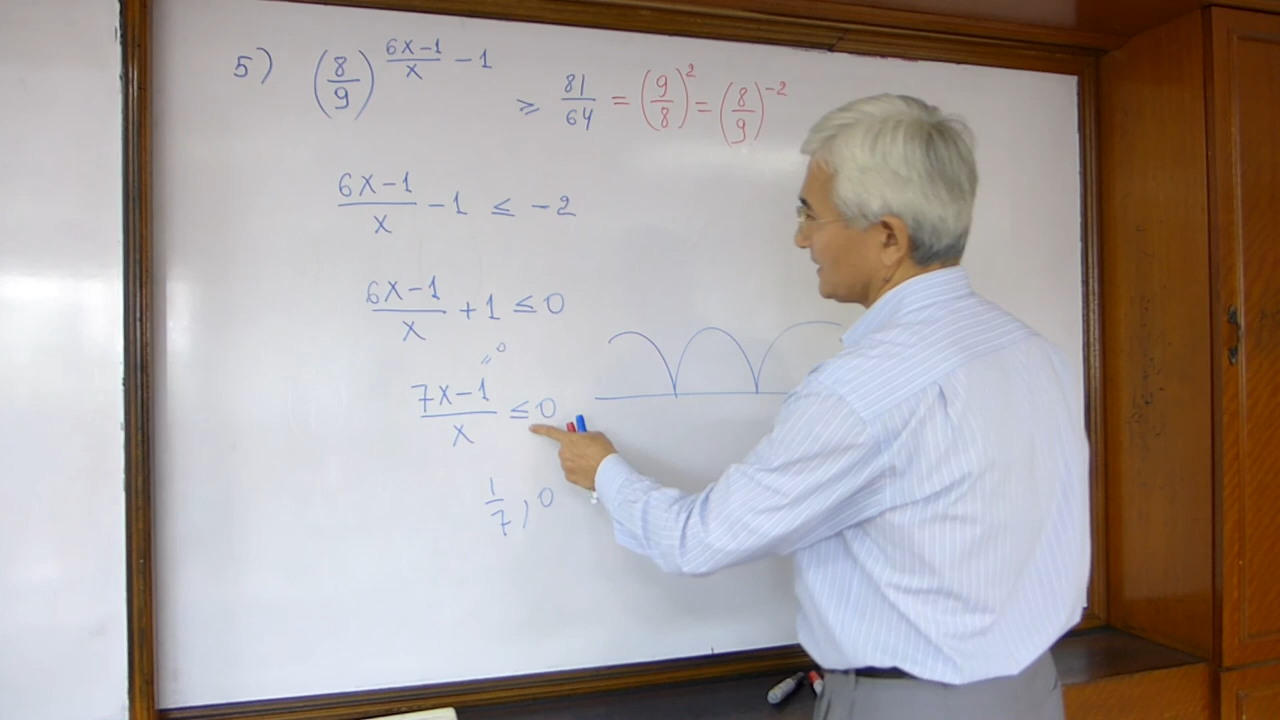 5) (8/9)^((6x-1)/x - 1) ≥ 81/64 = (9/8)^2 = (8/9)^-2
(6x-1)/x - 1 ≤ -2
(6x-1)/x + 1 ≤ 0
=0
(7x-1)/x ≤ 0
1/7 , 0